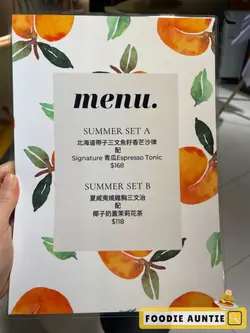 menu.
SUMMER SET A
北海道帶子三文魚籽香芒沙律
配
Signature 青瓜Espresso Tonic
$168
SUMMER SET B
夏威夷燒雞胸三文治
配
椰子奶蓋茉莉花茶
$118
FOODIE AUNTIE